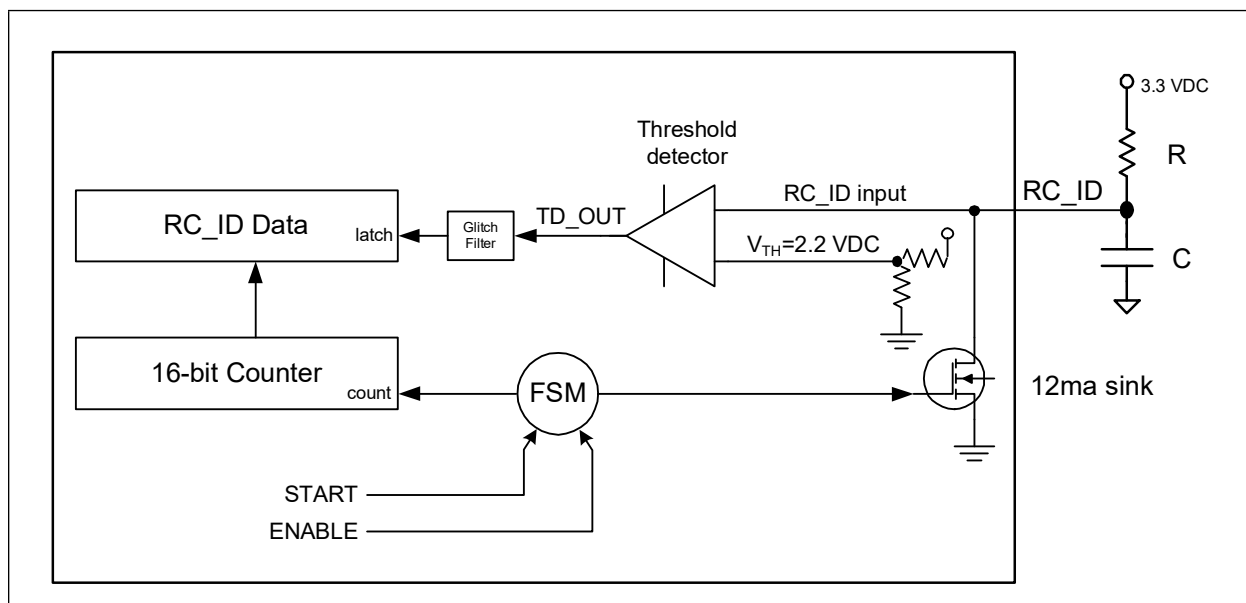 3.3 VDC
R
Threshold
detector
RC_ID
RC_ID input
RC_ID Data
latch
Glitch
Filter
TD_OUT
V_TH=2.2 VDC
C
16-bit Counter
count
FSM
12ma sink
START
ENABLE